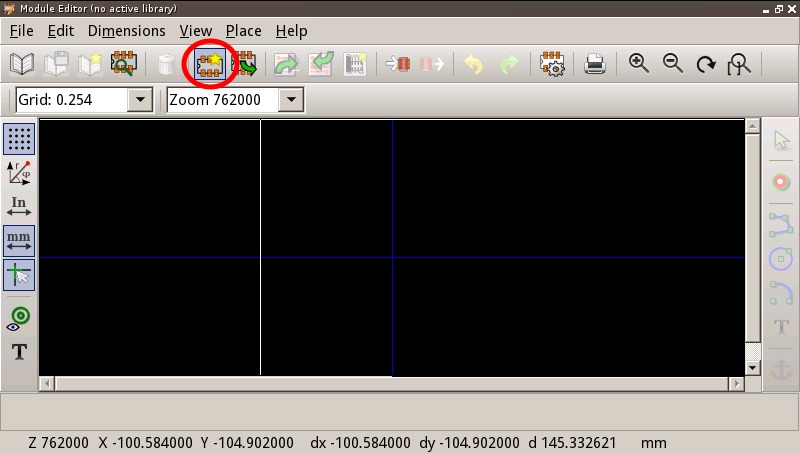 Module Editor (no active library)
File Edit Dimensions View Place Help
Grid: 0.254 Zoom 762000
r
φ
In
mm
T
T
Z 762000 X -100.584000 Y -104.902000 dx -100.584000 dy -104.902000 d 145.332621 mm